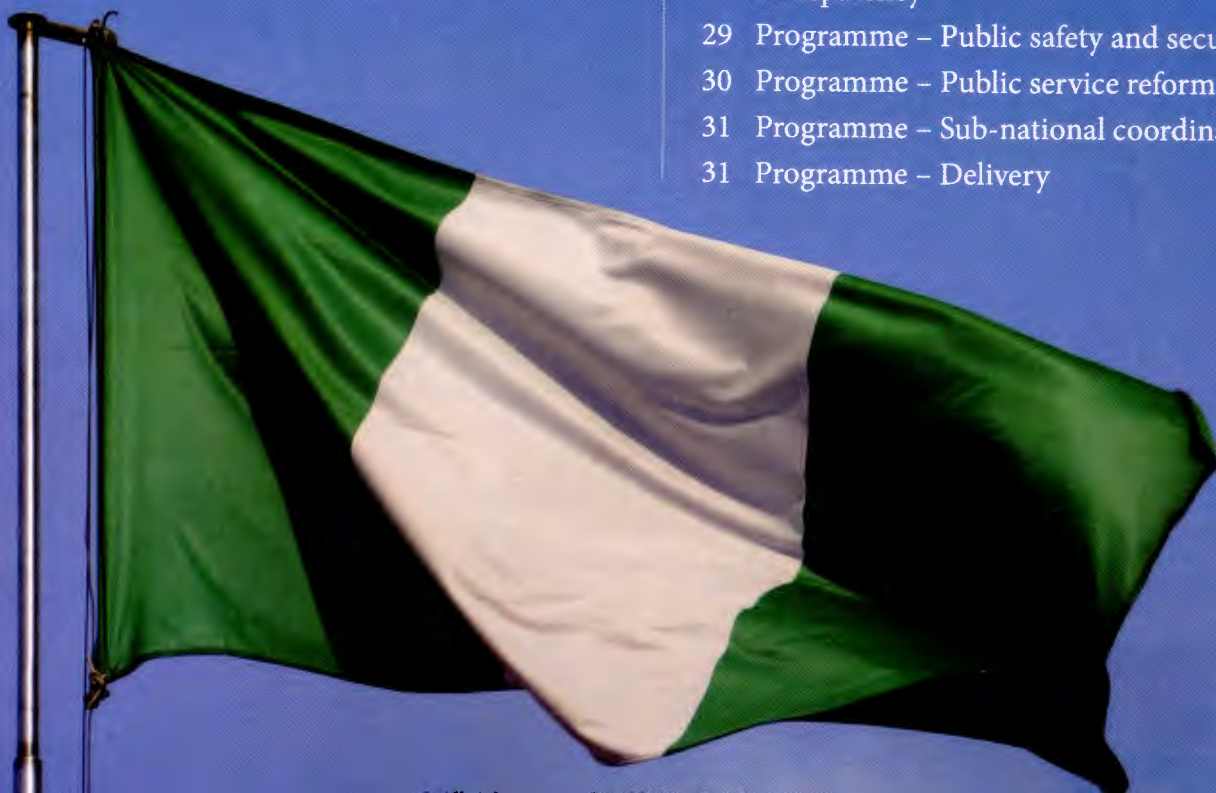 29 Programme – Public safety and secu
30 Programme – Public service reform
31 Programme – Sub-national coordina
31 Programme – Delivery